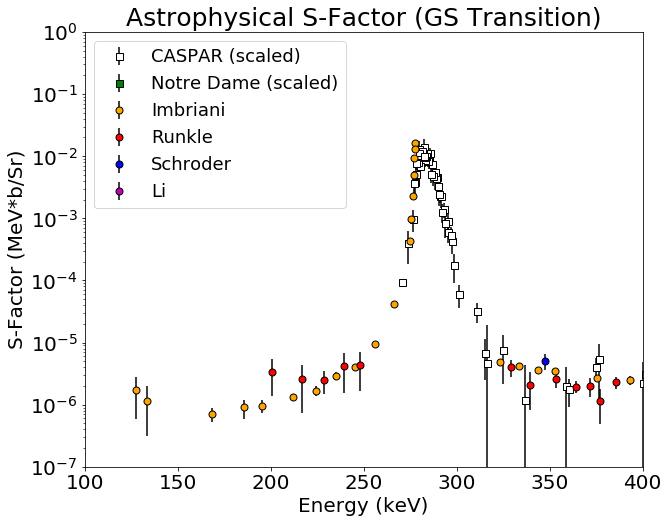 Astrophysical S-Factor (GS Transition)
10⁰
10⁻¹
10⁻²
10⁻³
10⁻⁴
10⁻⁵
10⁻⁶
10⁻⁷
S-Factor (MeV*b/Sr)
CASPAR (scaled)
Notre Dame (scaled)
Imbriani
Runkle
Schroder
Li
100 150 200 250 300 350 400
Energy (keV)